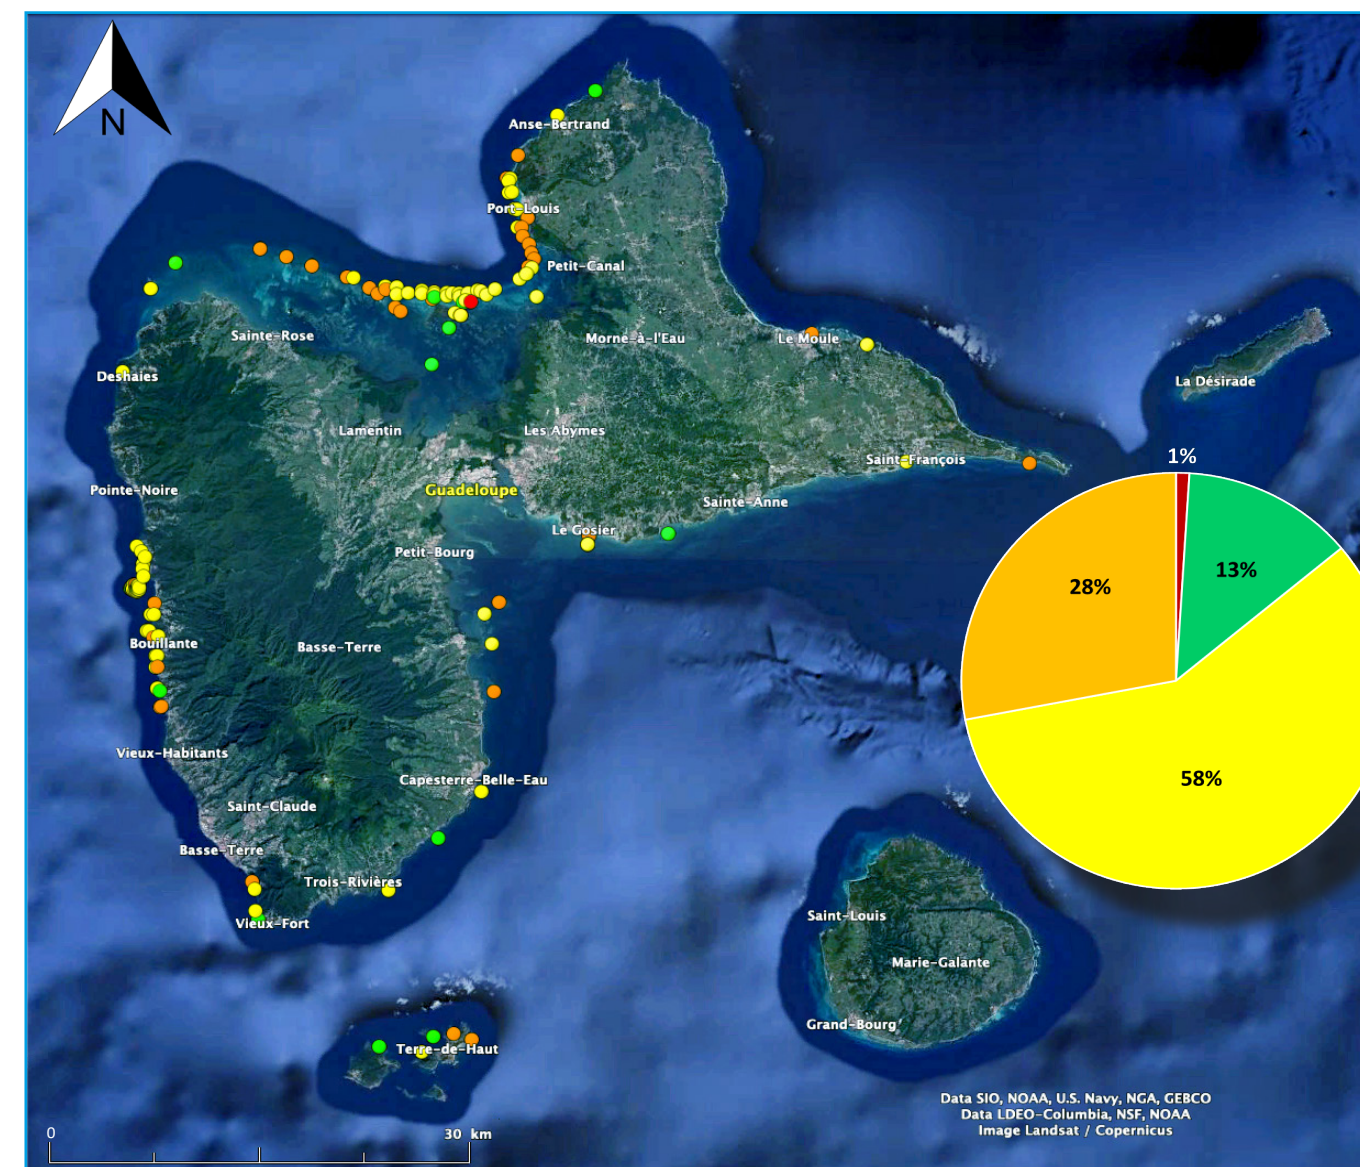 N
Anse-Bertrand
Port-Louis
Petit-Canal
Sainte-Rose
Morne-à-l'Eau
Le Moule
Deshaies
La Désirade
Lamentin
Les Abymes
Saint-François
1%
Pointe-Noire
Guadeloupe
Sainte-Anne
Le Gosier
Petit-Bourg
13%
28%
Bouillante
Basse-Terre
Vieux-Habitants
Capesterre-Belle-Eau
58%
Saint-Claude
Basse-Terre
Trois-Rivières
Vieux-Fort
Saint-Louis
Marie-Galante
Grand-Bourg
Terre-de-Haut
Data SIO, NOAA, U.S. Navy, NGA, GEBCO
Data LDEO-Columbia, NSF, NOAA
Image Landsat / Copernicus
0 30 km